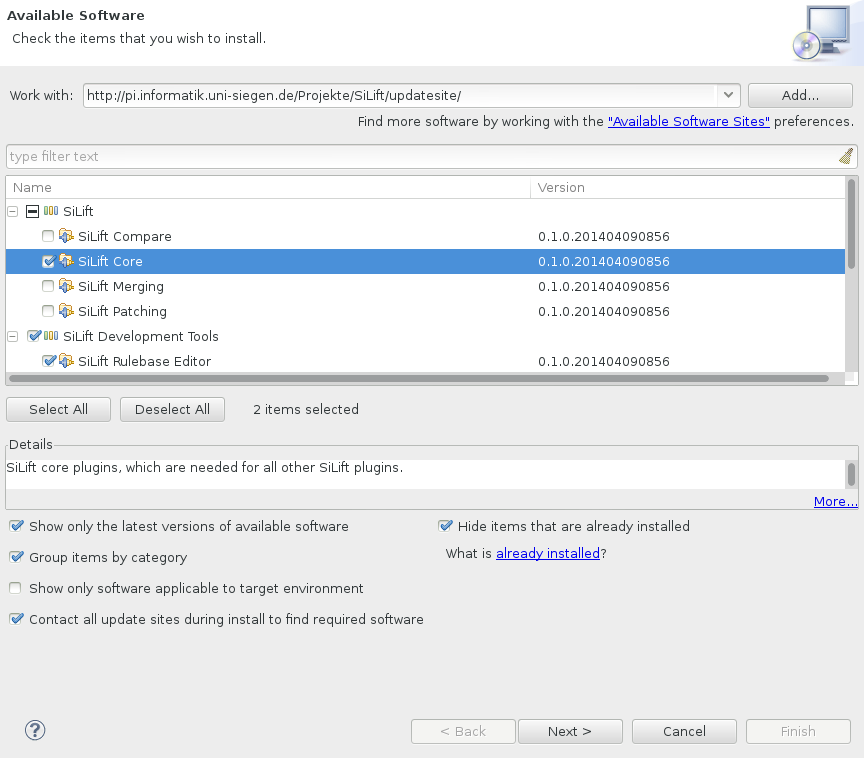 Available Software
Check the items that you wish to install.
Work with: http://pi.informatik.uni-siegen.de/Projekte/SiLift/updatesite/ Add...
Find more software by working with the "Available Software Sites" preferences.
type filter text
Name Version
SiLift
SiLift Compare 0.1.0.201404090856
SiLift Core 0.1.0.201404090856
SiLift Merging 0.1.0.201404090856
SiLift Patching 0.1.0.201404090856
SiLift Development Tools
SiLift Rulebase Editor 0.1.0.201404090856
Select All Deselect All 2 items selected
Details
SiLift core plugins, which are needed for all other SiLift plugins.
More...
Show only the latest versions of available software Hide items that are already installed
Group items by category What is already installed?
Show only software applicable to target environment
Contact all update sites during install to find required software
? < Back Next > Cancel Finish